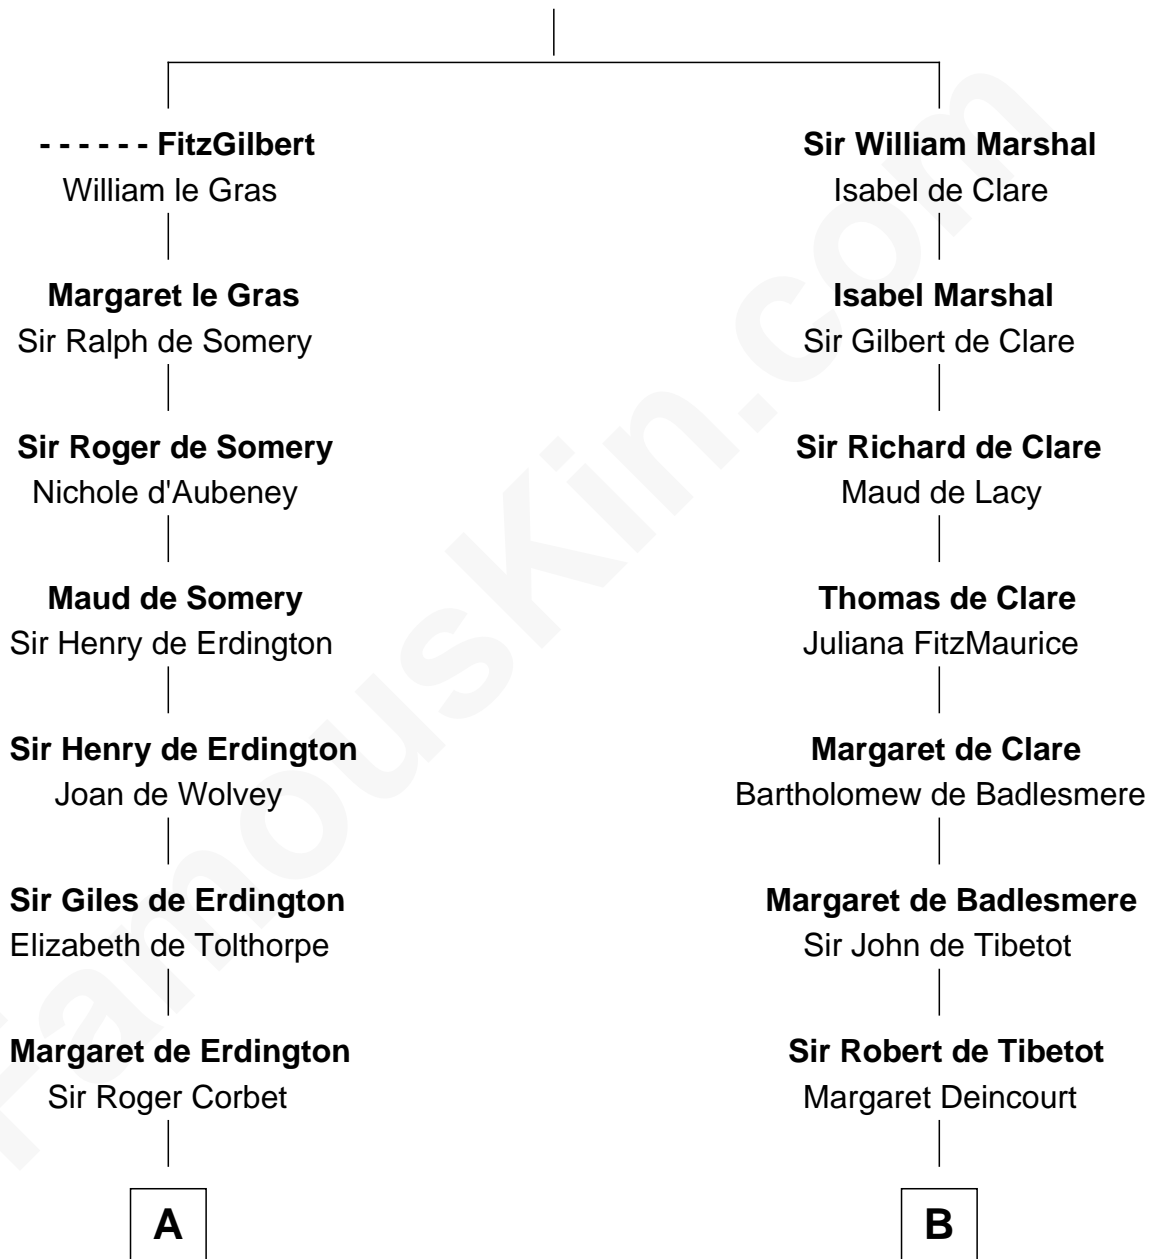 - - - - - - FitzGilbert
William le Gras
Margaret le Gras
Sir Ralph de Somery
Sir Roger de Somery
Nichole d'Aubeney
Maud de Somery
Sir Henry de Erdington
Sir Henry de Erdington
Joan de Wolvey
Sir Giles de Erdington
Elizabeth de Tolthorpe
Margaret de Erdington
Sir Roger Corbet
A
Sir William Marshal
Isabel de Clare
Isabel Marshal
Sir Gilbert de Clare
Sir Richard de Clare
Maud de Lacy
Thomas de Clare
Juliana FitzMaurice
Margaret de Clare
Bartholomew de Badlesmere
Margaret de Badlesmere
Sir John de Tibetot
Sir Robert de Tibetot
Margaret Deincourt
B
FamousKin.com